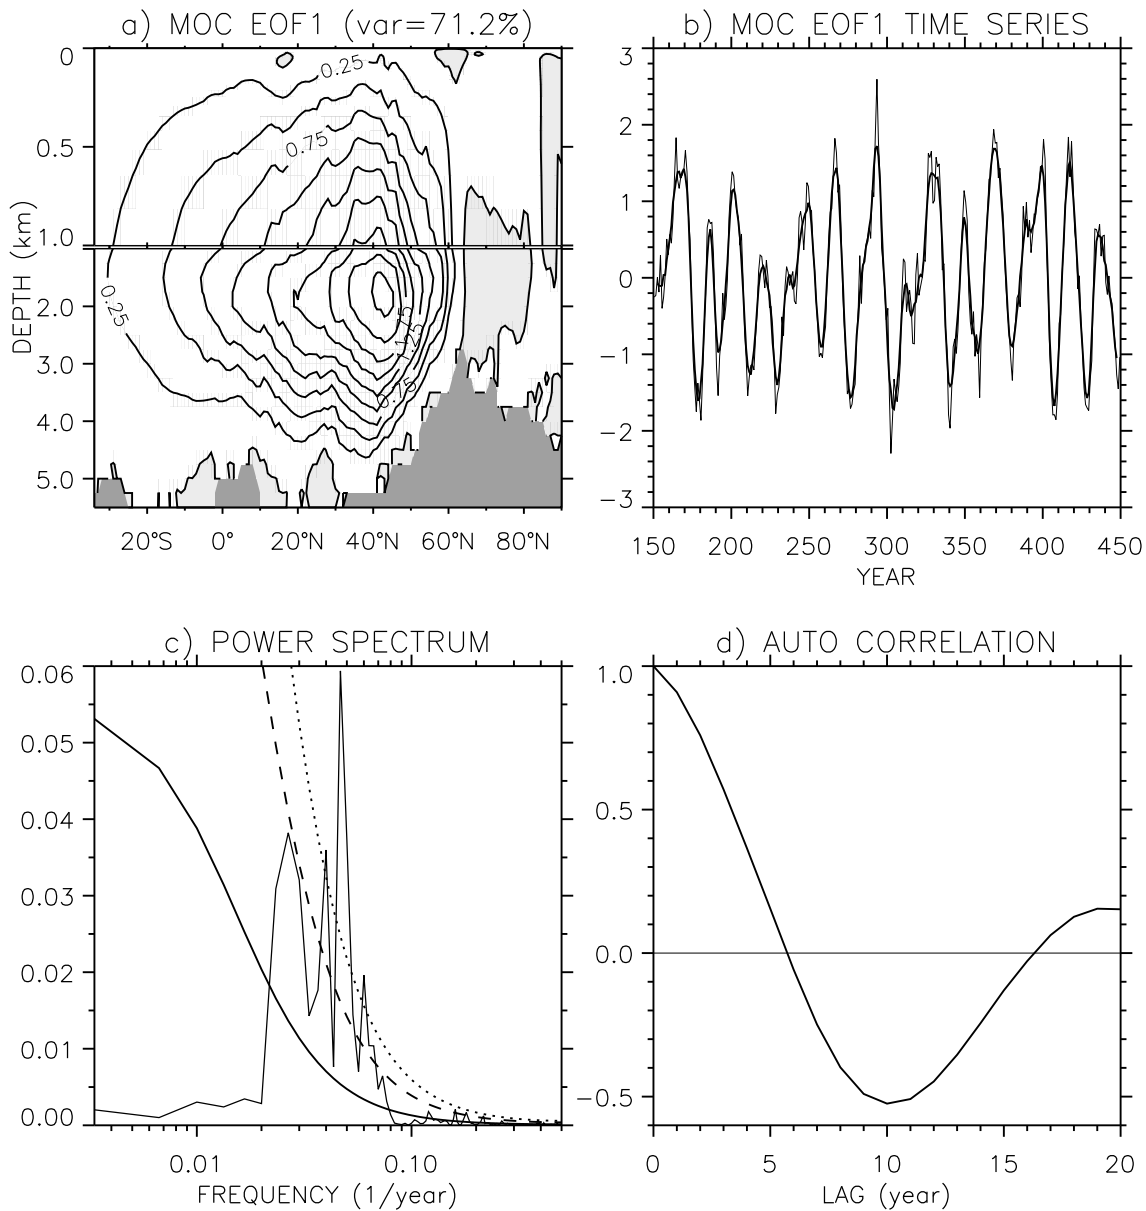 a) MOC EOF1 (var=71.2%)
0
0.5
1.0
2.0
3.0
4.0
5.0
DEPTH (km)
0.25
0.75
0.25
1.75
1.25
0.75
20°S 0° 20°N 40°N 60°N 80°N
b) MOC EOF1 TIME SERIES
3
2
1
0
−1
−2
−3
150 200 250 300 350 400 450
YEAR
c) POWER SPECTRUM
0.06
0.05
0.04
0.03
0.02
0.01
0.00
0.01 0.10
FREQUENCY (1/year)
d) AUTO CORRELATION
1.0
0.5
0.0
−0.5
0 5 10 15 20
LAG (year)